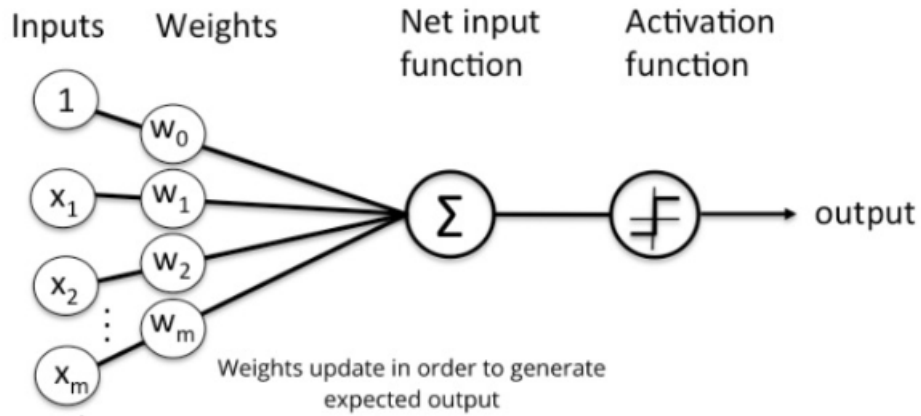 Inputs
Weights
Net input
function
Activation
function
1
w₀
x₁
w₁
Σ
output
x₂
w₂
⋮
wₘ
xₘ
Weights update in order to generate
expected output